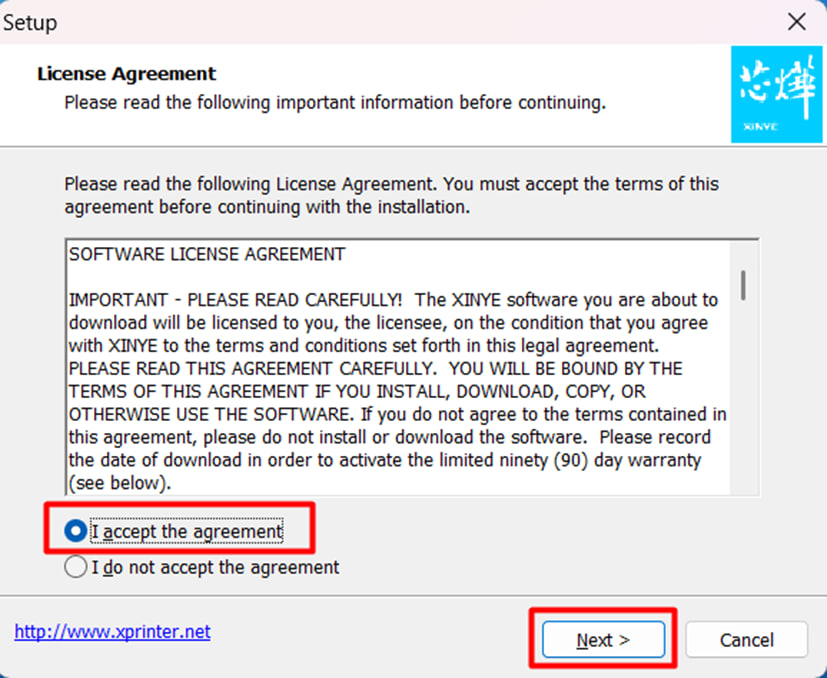 Setup
License Agreement
Please read the following important information before continuing.
芯烨
XINYE
Please read the following License Agreement. You must accept the terms of this
agreement before continuing with the installation.
SOFTWARE LICENSE AGREEMENT
IMPORTANT - PLEASE READ CAREFULLY!  The XINYE software you are about to
download will be licensed to you, the licensee, on the condition that you agree
with XINYE to the terms and conditions set forth in this legal agreement.
PLEASE READ THIS AGREEMENT CAREFULLY.  YOU WILL BE BOUND BY THE
TERMS OF THIS AGREEMENT IF YOU INSTALL, DOWNLOAD, COPY, OR
OTHERWISE USE THE SOFTWARE. If you do not agree to the terms contained in
this agreement, please do not install or download the software.  Please record
the date of download in order to activate the limited ninety (90) day warranty
(see below).
I accept the agreement
I do not accept the agreement
http://www.xprinter.net
Next >
Cancel